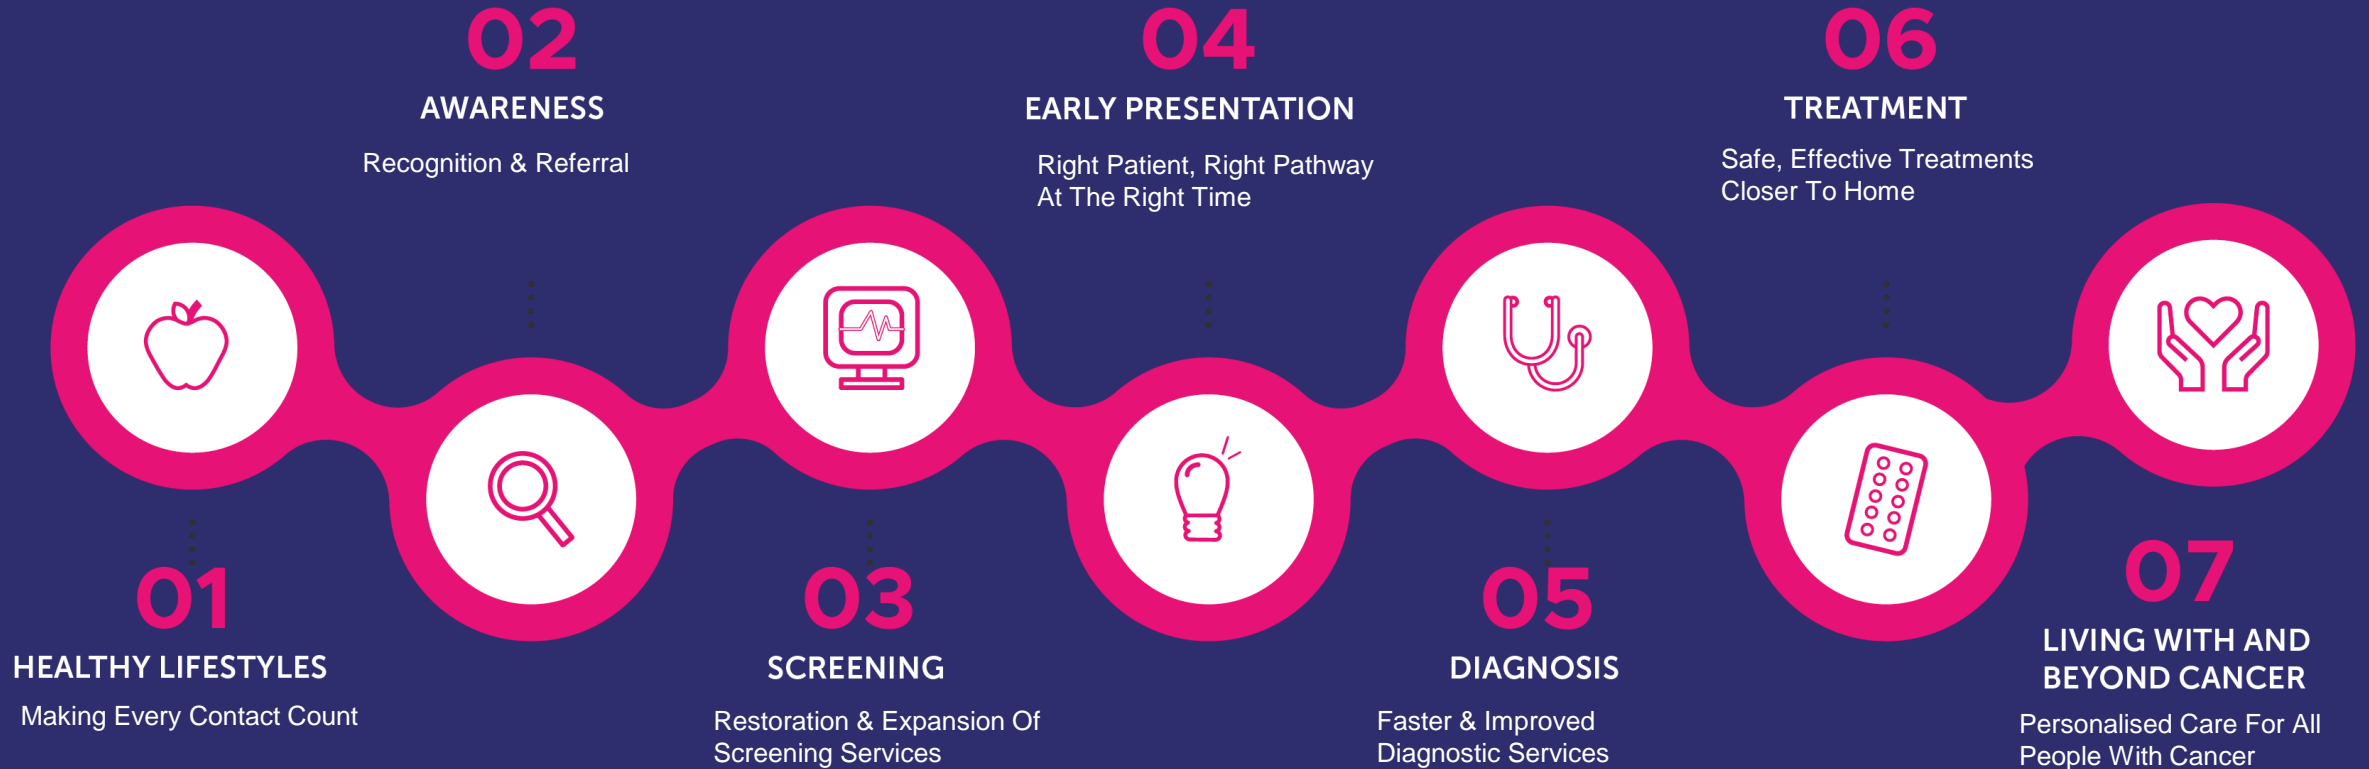 01
HEALTHY LIFESTYLES
Making Every Contact Count
02
AWARENESS
Recognition & Referral
03
SCREENING
Restoration & Expansion Of
Screening Services
04
EARLY PRESENTATION
Right Patient, Right Pathway
At The Right Time
05
DIAGNOSIS
Faster & Improved
Diagnostic Services
06
TREATMENT
Safe, Effective Treatments
Closer To Home
07
LIVING WITH AND
BEYOND CANCER
Personalised Care For All
People With Cancer